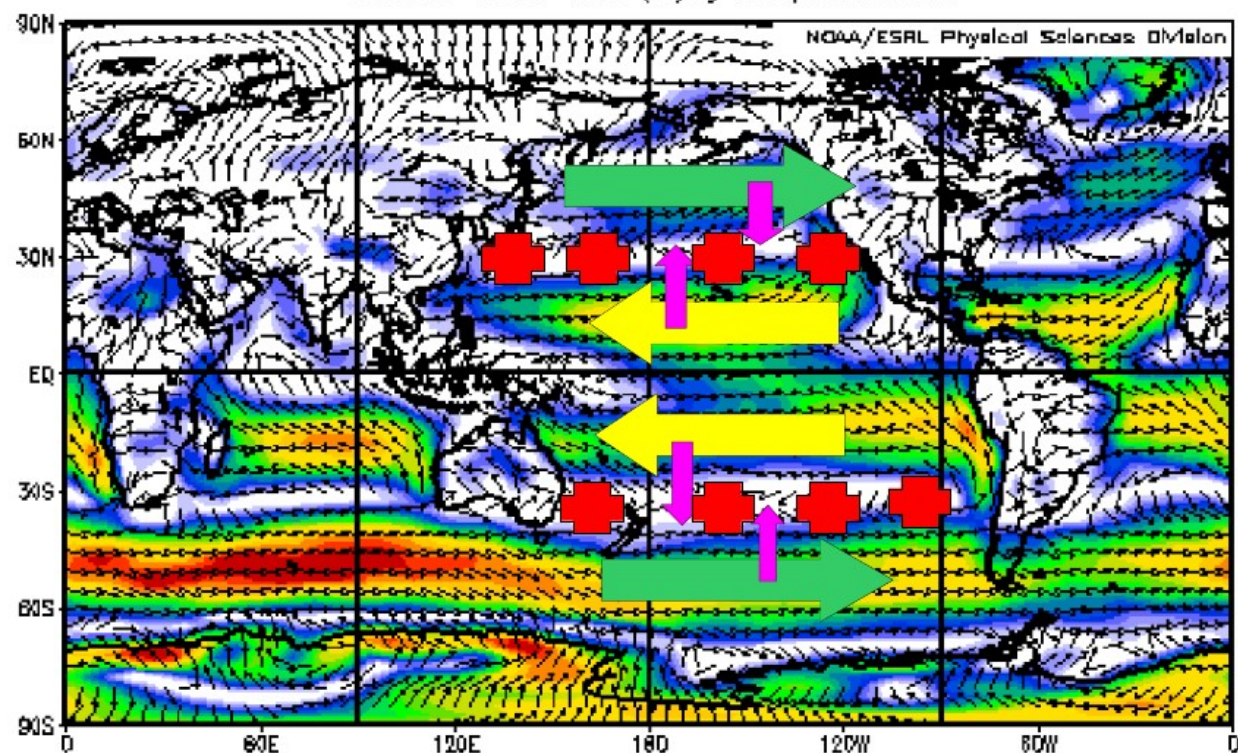 NOAA/ESRL Physical Sciences Division
90N
60N
30N
EQ
30S
60S
90S
0 60E 120E 180 120W 60W 0